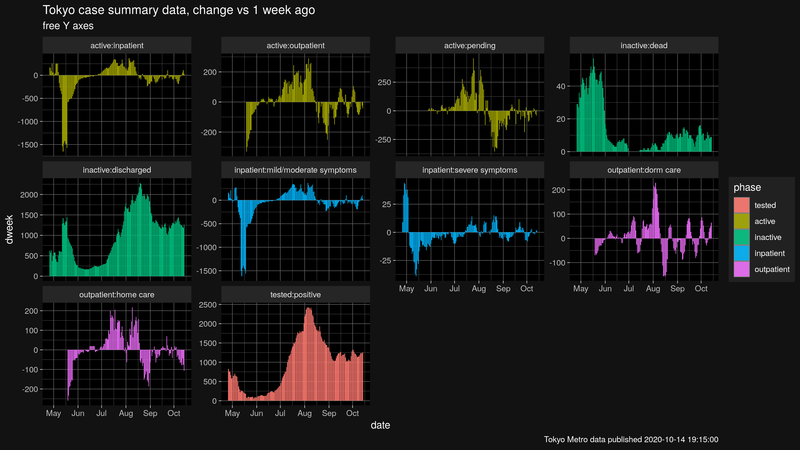 Tokyo case summary data, change vs 1 week ago
free Y axes
active:inpatient
active:outpatient
active:pending
inactive:dead
0
-500
-1000
-1500
200
0
-200
250
0
-250
40
20
0
inactive:discharged
inpatient:mild/moderate symptoms
inpatient:severe symptoms
outpatient:dorm care
2000
1500
1000
500
0
0
-500
-1000
-1500
25
0
-25
200
100
0
-100
May Jun Jul Aug Sep Oct
May Jun Jul Aug Sep Oct
outpatient:home care
tested:positive
200
100
0
-100
-200
2500
2000
1500
1000
500
0
May Jun Jul Aug Sep Oct
May Jun Jul Aug Sep Oct
dweek
date
phase
tested
active
inactive
inpatient
outpatient
Tokyo Metro data published 2020-10-14 19:15:00